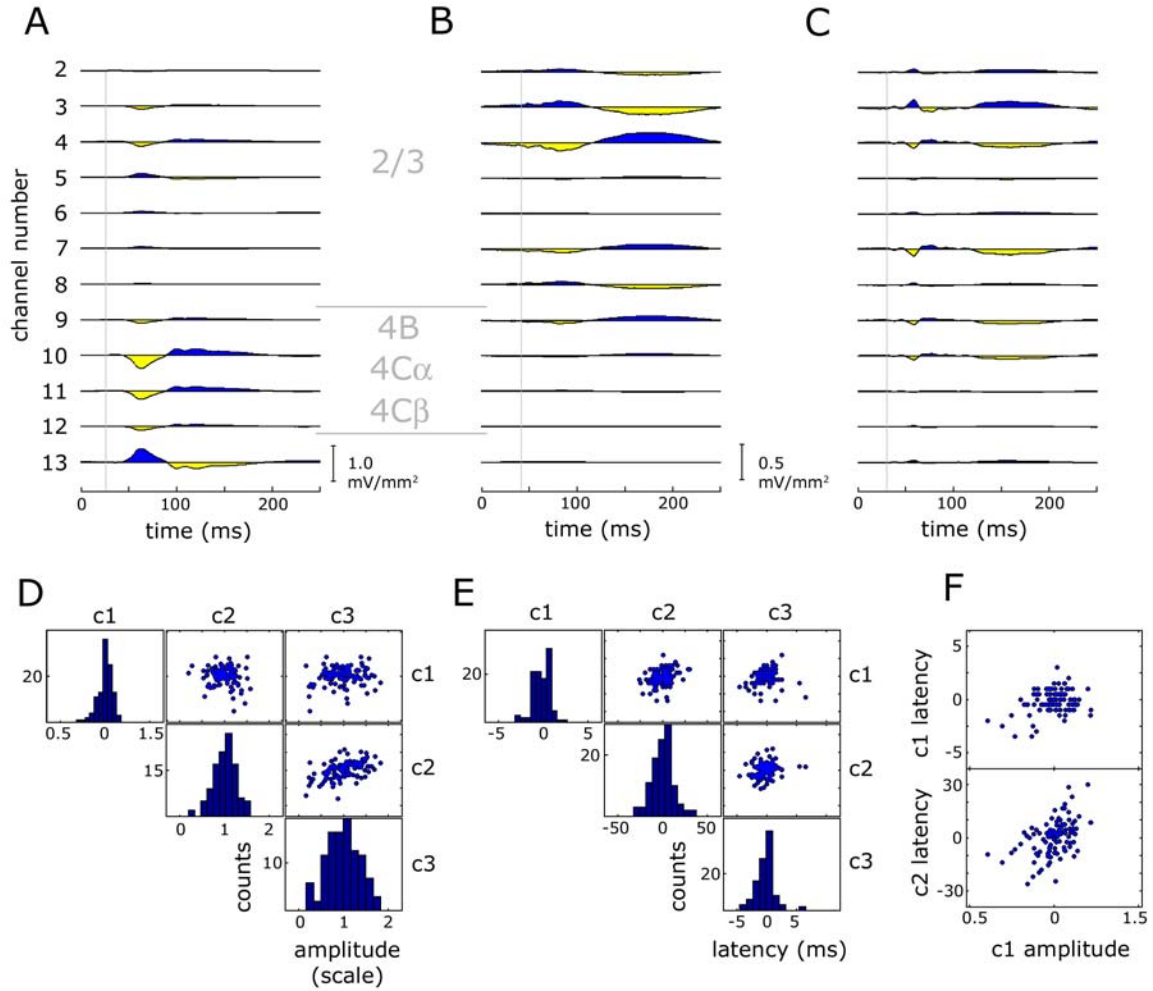 A
B
C
channel number
2
3
4
5
6
7
8
9
10
11
12
13
2/3
4B
4Cα
4Cβ
1.0
mV/mm²
0.5
mV/mm²
0 100 200
time (ms)
0 100 200
time (ms)
0 100 200
time (ms)
D
c1 c2 c3
20
c1
0.5 0 1.5
1.5
15
c2
0 1 2
counts
10
c3
0 1 2
amplitude
(scale)
E
c1 c2 c3
20
c1
-5 0 5
20
c2
-50 0 50
counts
20
c3
-5 0 5
latency (ms)
F
c1 latency
5
0
-5
c2 latency
30
0
-30
0.5 0 1.5
c1 amplitude